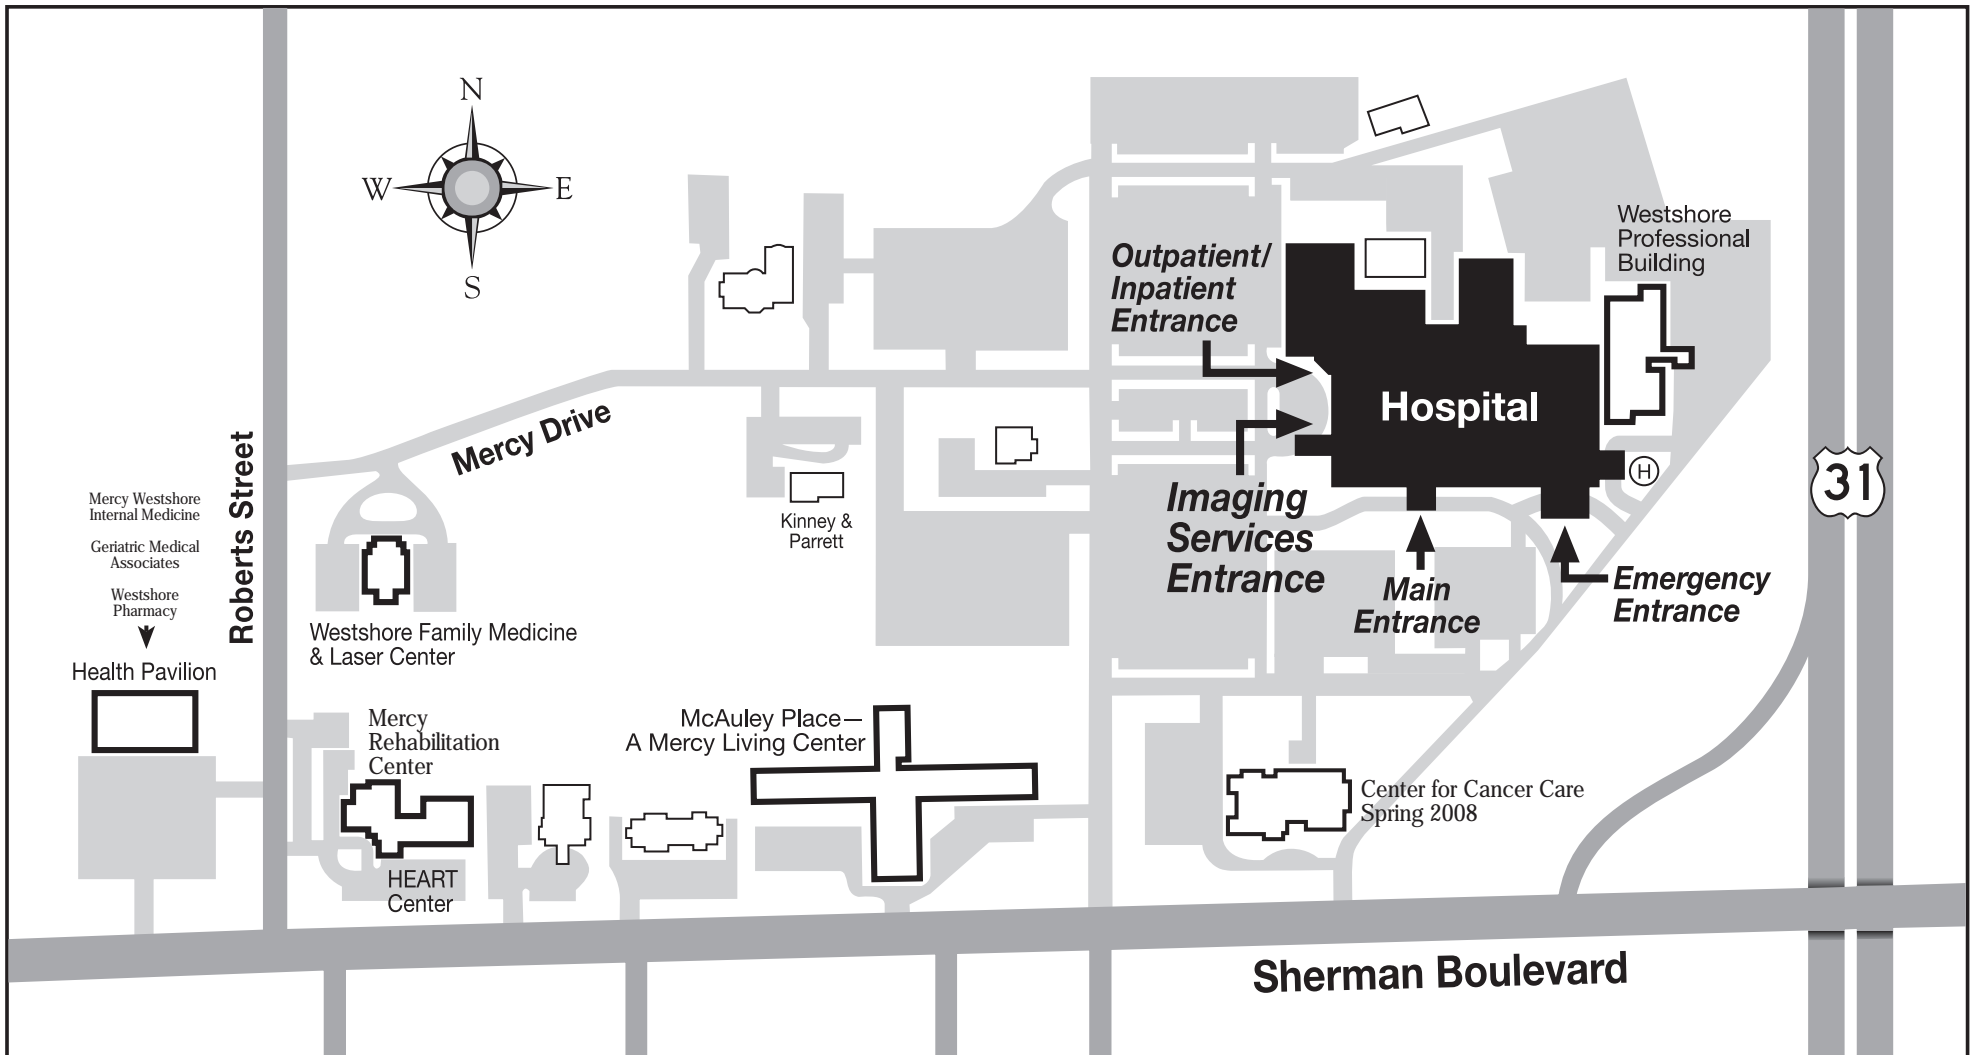 N
W
E
S
Outpatient/
Inpatient
Entrance
Westshore
Professional
Building
Hospital
Mercy Drive
Roberts Street
31
H
Mercy Westshore
Internal Medicine
Geriatric Medical
Associates
Westshore
Pharmacy
Health Pavilion
Kinney &
Parrett
Imaging
Services
Entrance
Main
Entrance
Emergency
Entrance
Westshore Family Medicine
& Laser Center
Mercy
Rehabilitation
Center
McAuley Place—
A Mercy Living Center
Center for Cancer Care
Spring 2008
HEART
Center
Sherman Boulevard